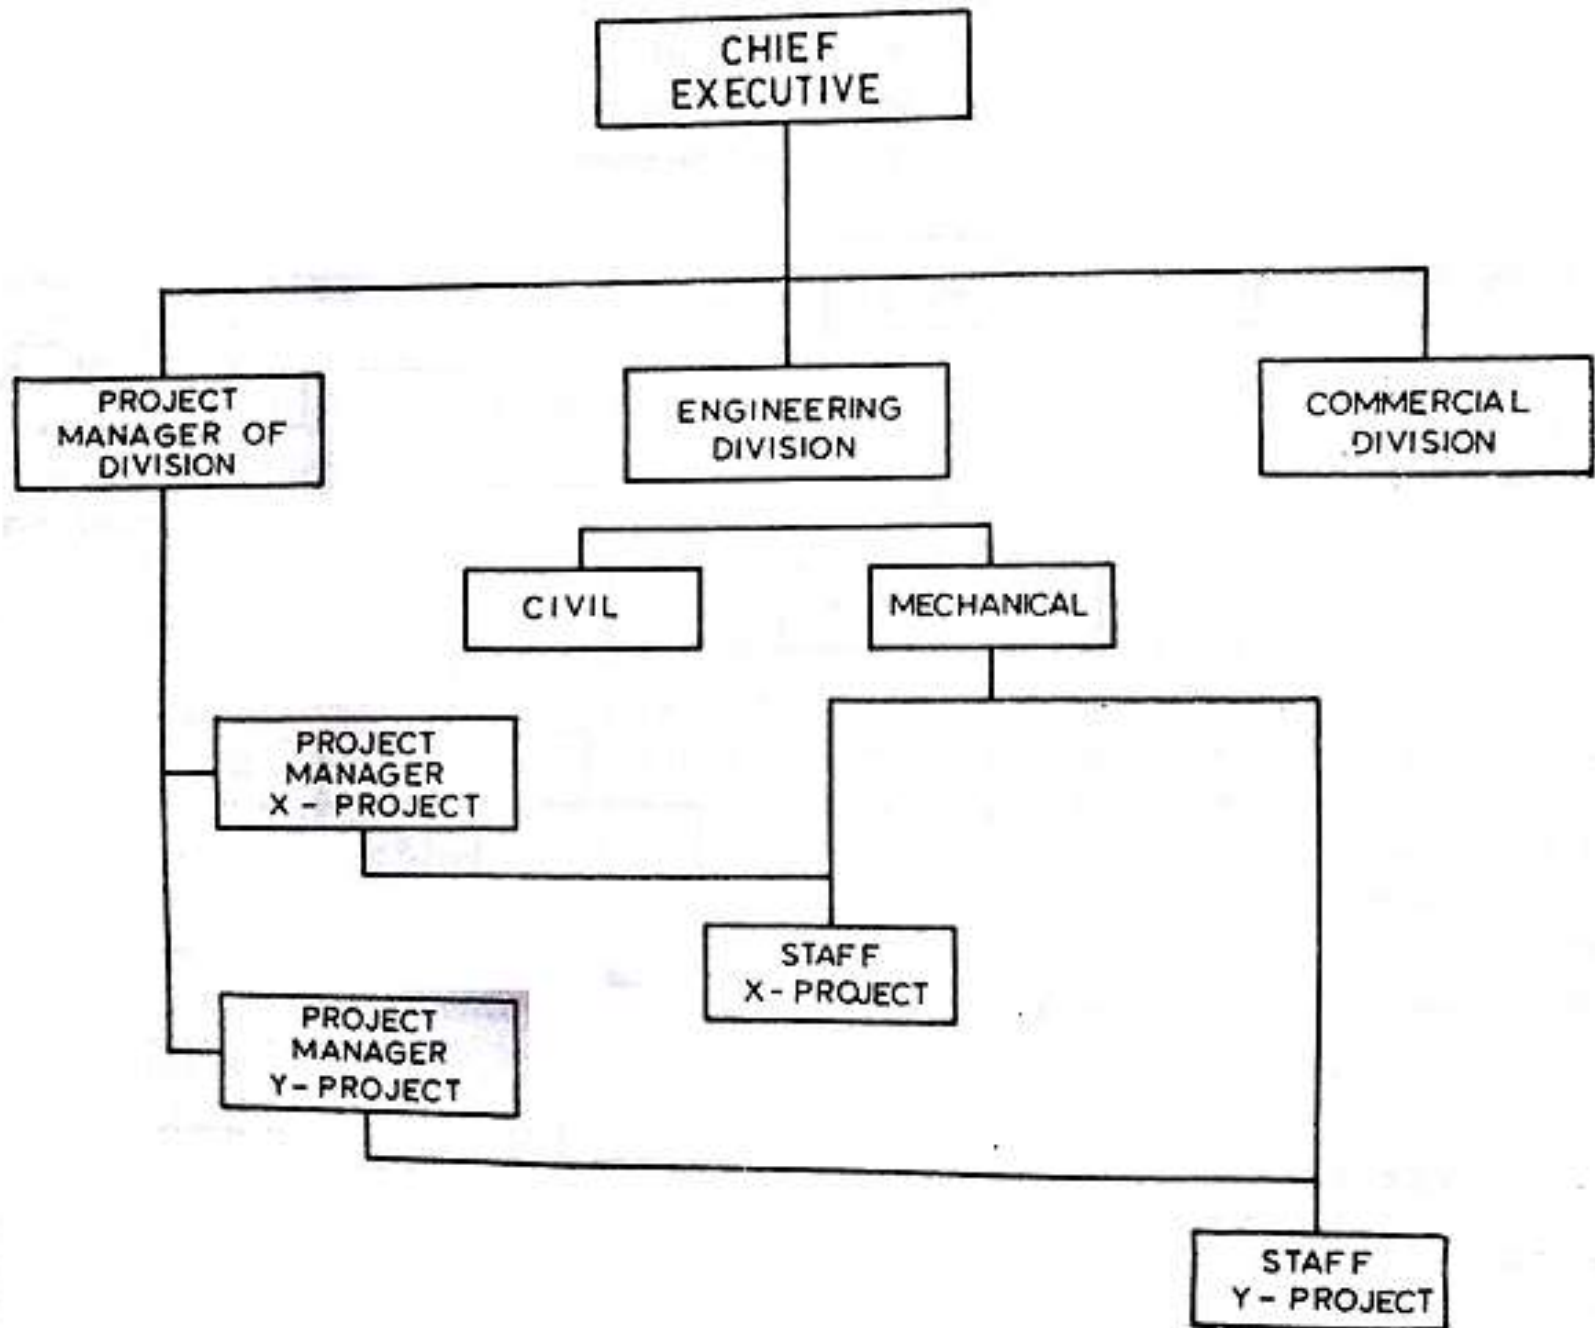 CHIEF
EXECUTIVE
PROJECT
MANAGER OF
DIVISION
ENGINEERING
DIVISION
COMMERCIAL
DIVISION
CIVIL
MECHANICAL
PROJECT
MANAGER
X - PROJECT
STAFF
X - PROJECT
PROJECT
MANAGER
Y - PROJECT
STAFF
Y - PROJECT